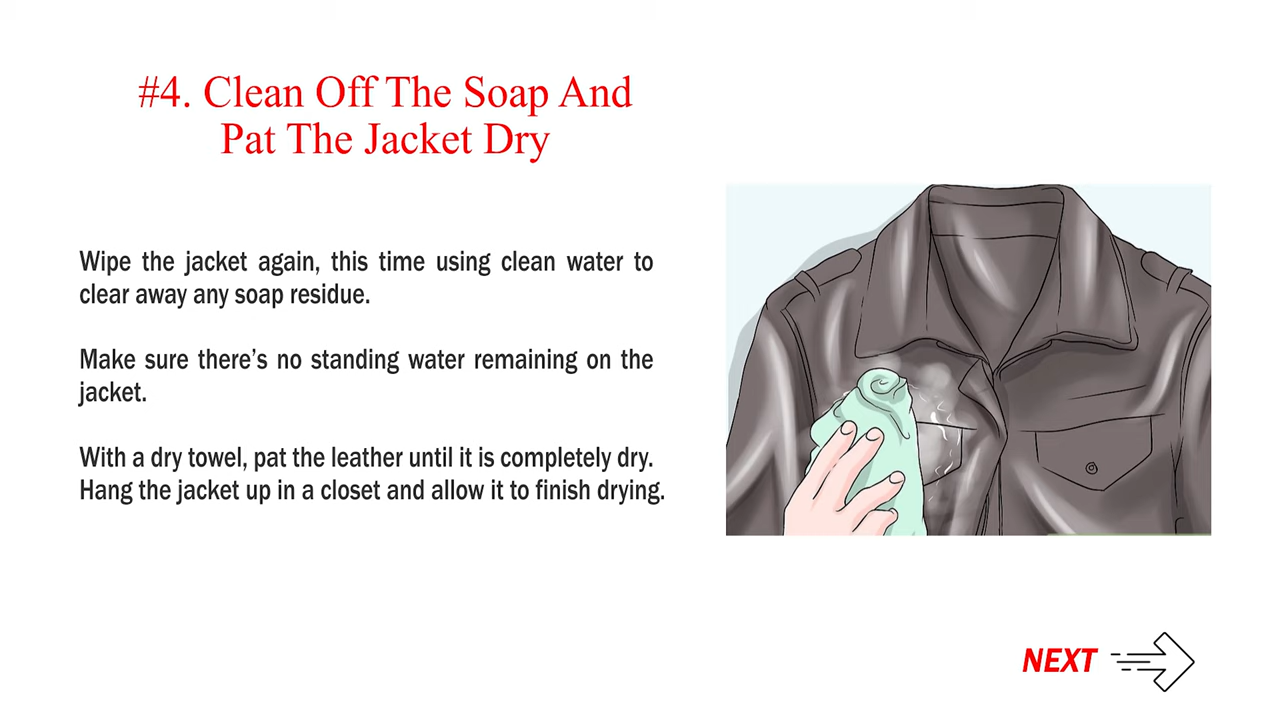 #4. Clean Off The Soap And
Pat The Jacket Dry
Wipe the jacket again, this time using clean water to
clear away any soap residue.
Make sure there’s no standing water remaining on the
jacket.
With a dry towel, pat the leather until it is completely dry.
Hang the jacket up in a closet and allow it to finish drying.
NEXT